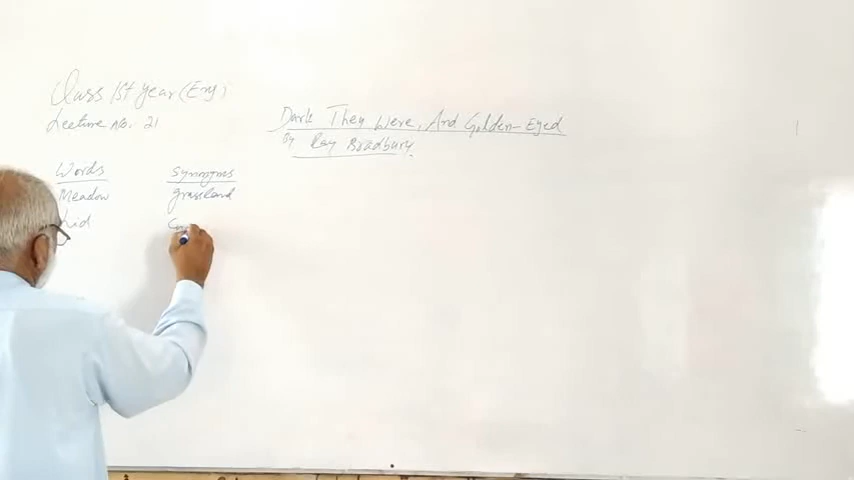 Class 1st year (Eng)
Lecture No. 21
Dark They Were, And Golden-Eyed
By Ray Bradbury.
Words Synonyms
Meadow grassland
Lid